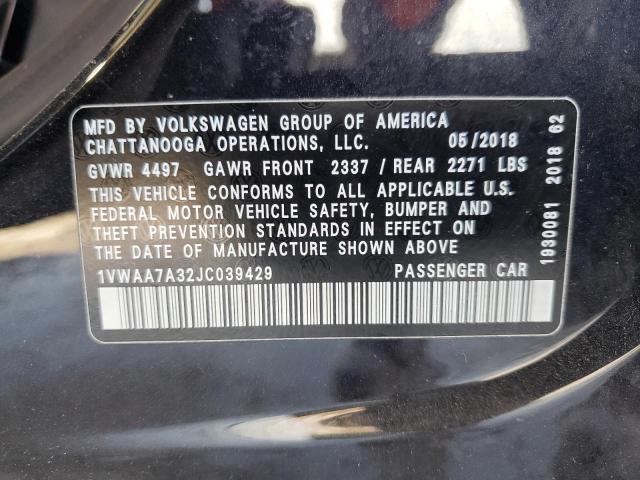 MFD BY VOLKSWAGEN GROUP OF AMERICA
CHATTANOOGA OPERATIONS, LLC. 05/2018
GVWR 4497 GAWR FRONT 2337 / REAR 2271 LBS
THIS VEHICLE CONFORMS TO ALL APPLICABLE U.S.
FEDERAL MOTOR VEHICLE SAFETY, BUMPER AND
THEFT PREVENTION STANDARDS IN EFFECT ON
THE DATE OF MANUFACTURE SHOWN ABOVE
1VWAA7A32JC039429 PASSENGER CAR
1930081 2018 62